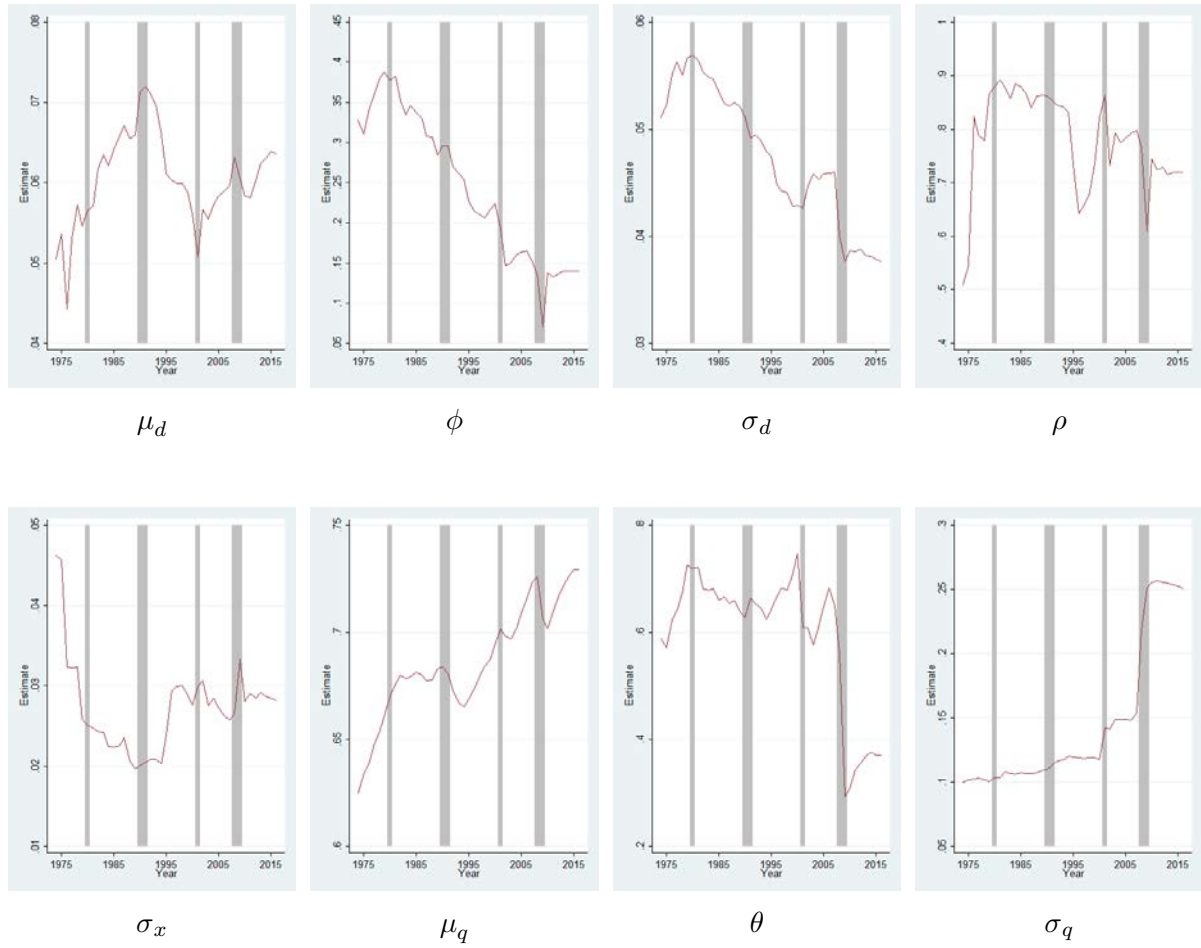 .04 .05 .06 .07 .08
Estimate
1975 1985 1995 2005 2015
Year
μ_d
.05 .1 .15 .2 .25 .3 .35 .4 .45
Estimate
1975 1985 1995 2005 2015
Year
ϕ
.03 .04 .05 .06
Estimate
1975 1985 1995 2005 2015
Year
σ_d
.4 .5 .6 .7 .8 .9 1
Estimate
1975 1985 1995 2005 2015
Year
ρ
.01 .02 .03 .04 .05
Estimate
1975 1985 1995 2005 2015
Year
σ_x
.6 .65 .7 .75
Estimate
1975 1985 1995 2005 2015
Year
μ_q
.2 .4 .6 .8
Estimate
1975 1985 1995 2005 2015
Year
θ
.05 .1 .15 .2 .25 .3
Estimate
1975 1985 1995 2005 2015
Year
σ_q